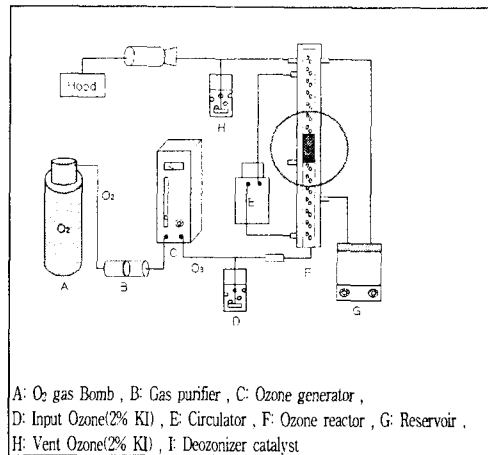 Hood
H
O₂
O₂
C
E
O₃
A
B
D
F
G
A: O₂ gas Bomb , B: Gas purifier , C: Ozone generator ,
D: Input Ozone(2% KI) , E: Circulator , F: Ozone reactor , G: Reservoir ,
H: Vent Ozone(2% KI) , I: Deozonizer catalyst